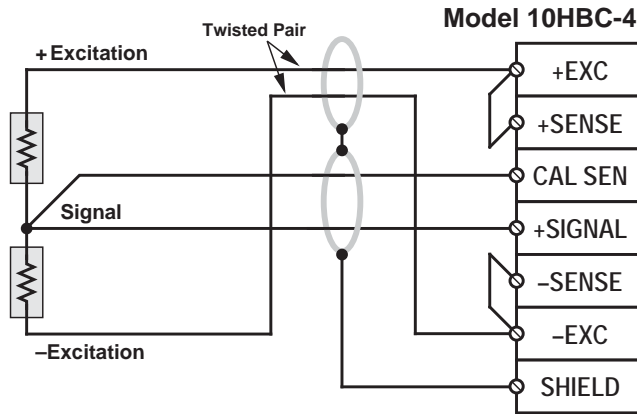 Model 10HBC-4
Twisted Pair
+Excitation
+EXC
+SENSE
CAL SEN
Signal
+SIGNAL
–SENSE
–EXC
–Excitation
SHIELD